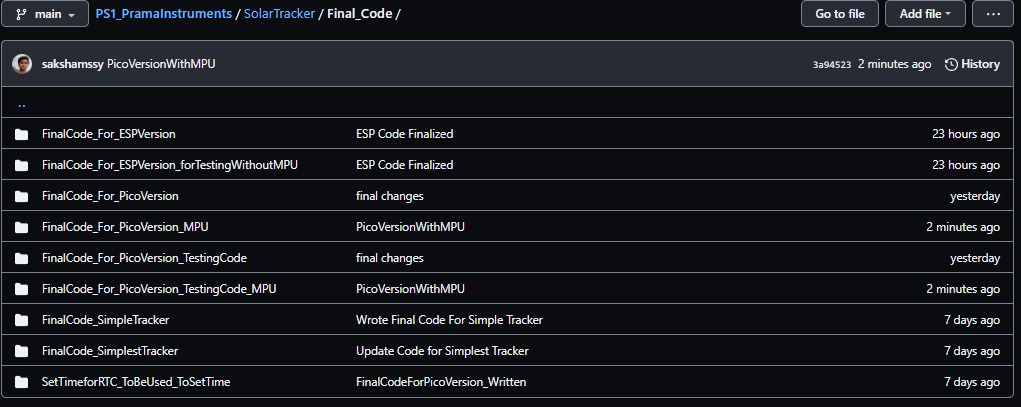 main PS1_PramaInstruments / SolarTracker / Final_Code / Go to file Add file ...
sakshamssy PicoVersionWithMPU 3a94523 2 minutes ago History
..
FinalCode_For_ESPVersion ESP Code Finalized 23 hours ago
FinalCode_For_ESPVersion_forTestingWithoutMPU ESP Code Finalized 23 hours ago
FinalCode_For_PicoVersion final changes yesterday
FinalCode_For_PicoVersion_MPU PicoVersionWithMPU 2 minutes ago
FinalCode_For_PicoVersion_TestingCode final changes yesterday
FinalCode_For_PicoVersion_TestingCode_MPU PicoVersionWithMPU 2 minutes ago
FinalCode_SimpleTracker Wrote Final Code For Simple Tracker 7 days ago
FinalCode_SimplestTracker Update Code for Simplest Tracker 7 days ago
SetTimeforRTC_ToBeUsed_ToSetTime FinalCodeForPicoVersion_Written 7 days ago